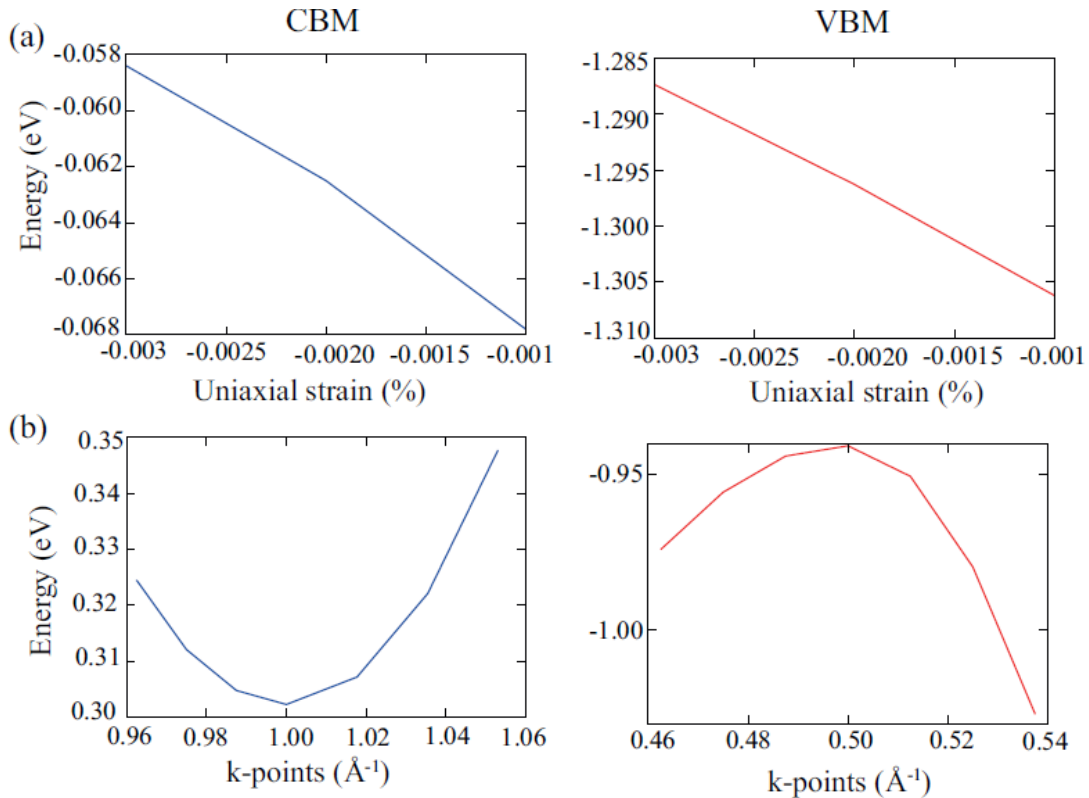 CBM
VBM
(a)
-0.058
-0.060
-0.062
-0.064
-0.066
-0.068
Energy (eV)
-0.003 -0.0025 -0.0020 -0.0015 -0.001
Uniaxial strain (%)
-1.285
-1.290
-1.295
-1.300
-1.305
-1.310
-0.003 -0.0025 -0.0020 -0.0015 -0.001
Uniaxial strain (%)
(b)
0.35
0.34
0.33
0.32
0.31
0.30
Energy (eV)
0.96 0.98 1.00 1.02 1.04 1.06
k-points (Å⁻¹)
-0.95
-1.00
0.46 0.48 0.50 0.52 0.54
k-points (Å⁻¹)